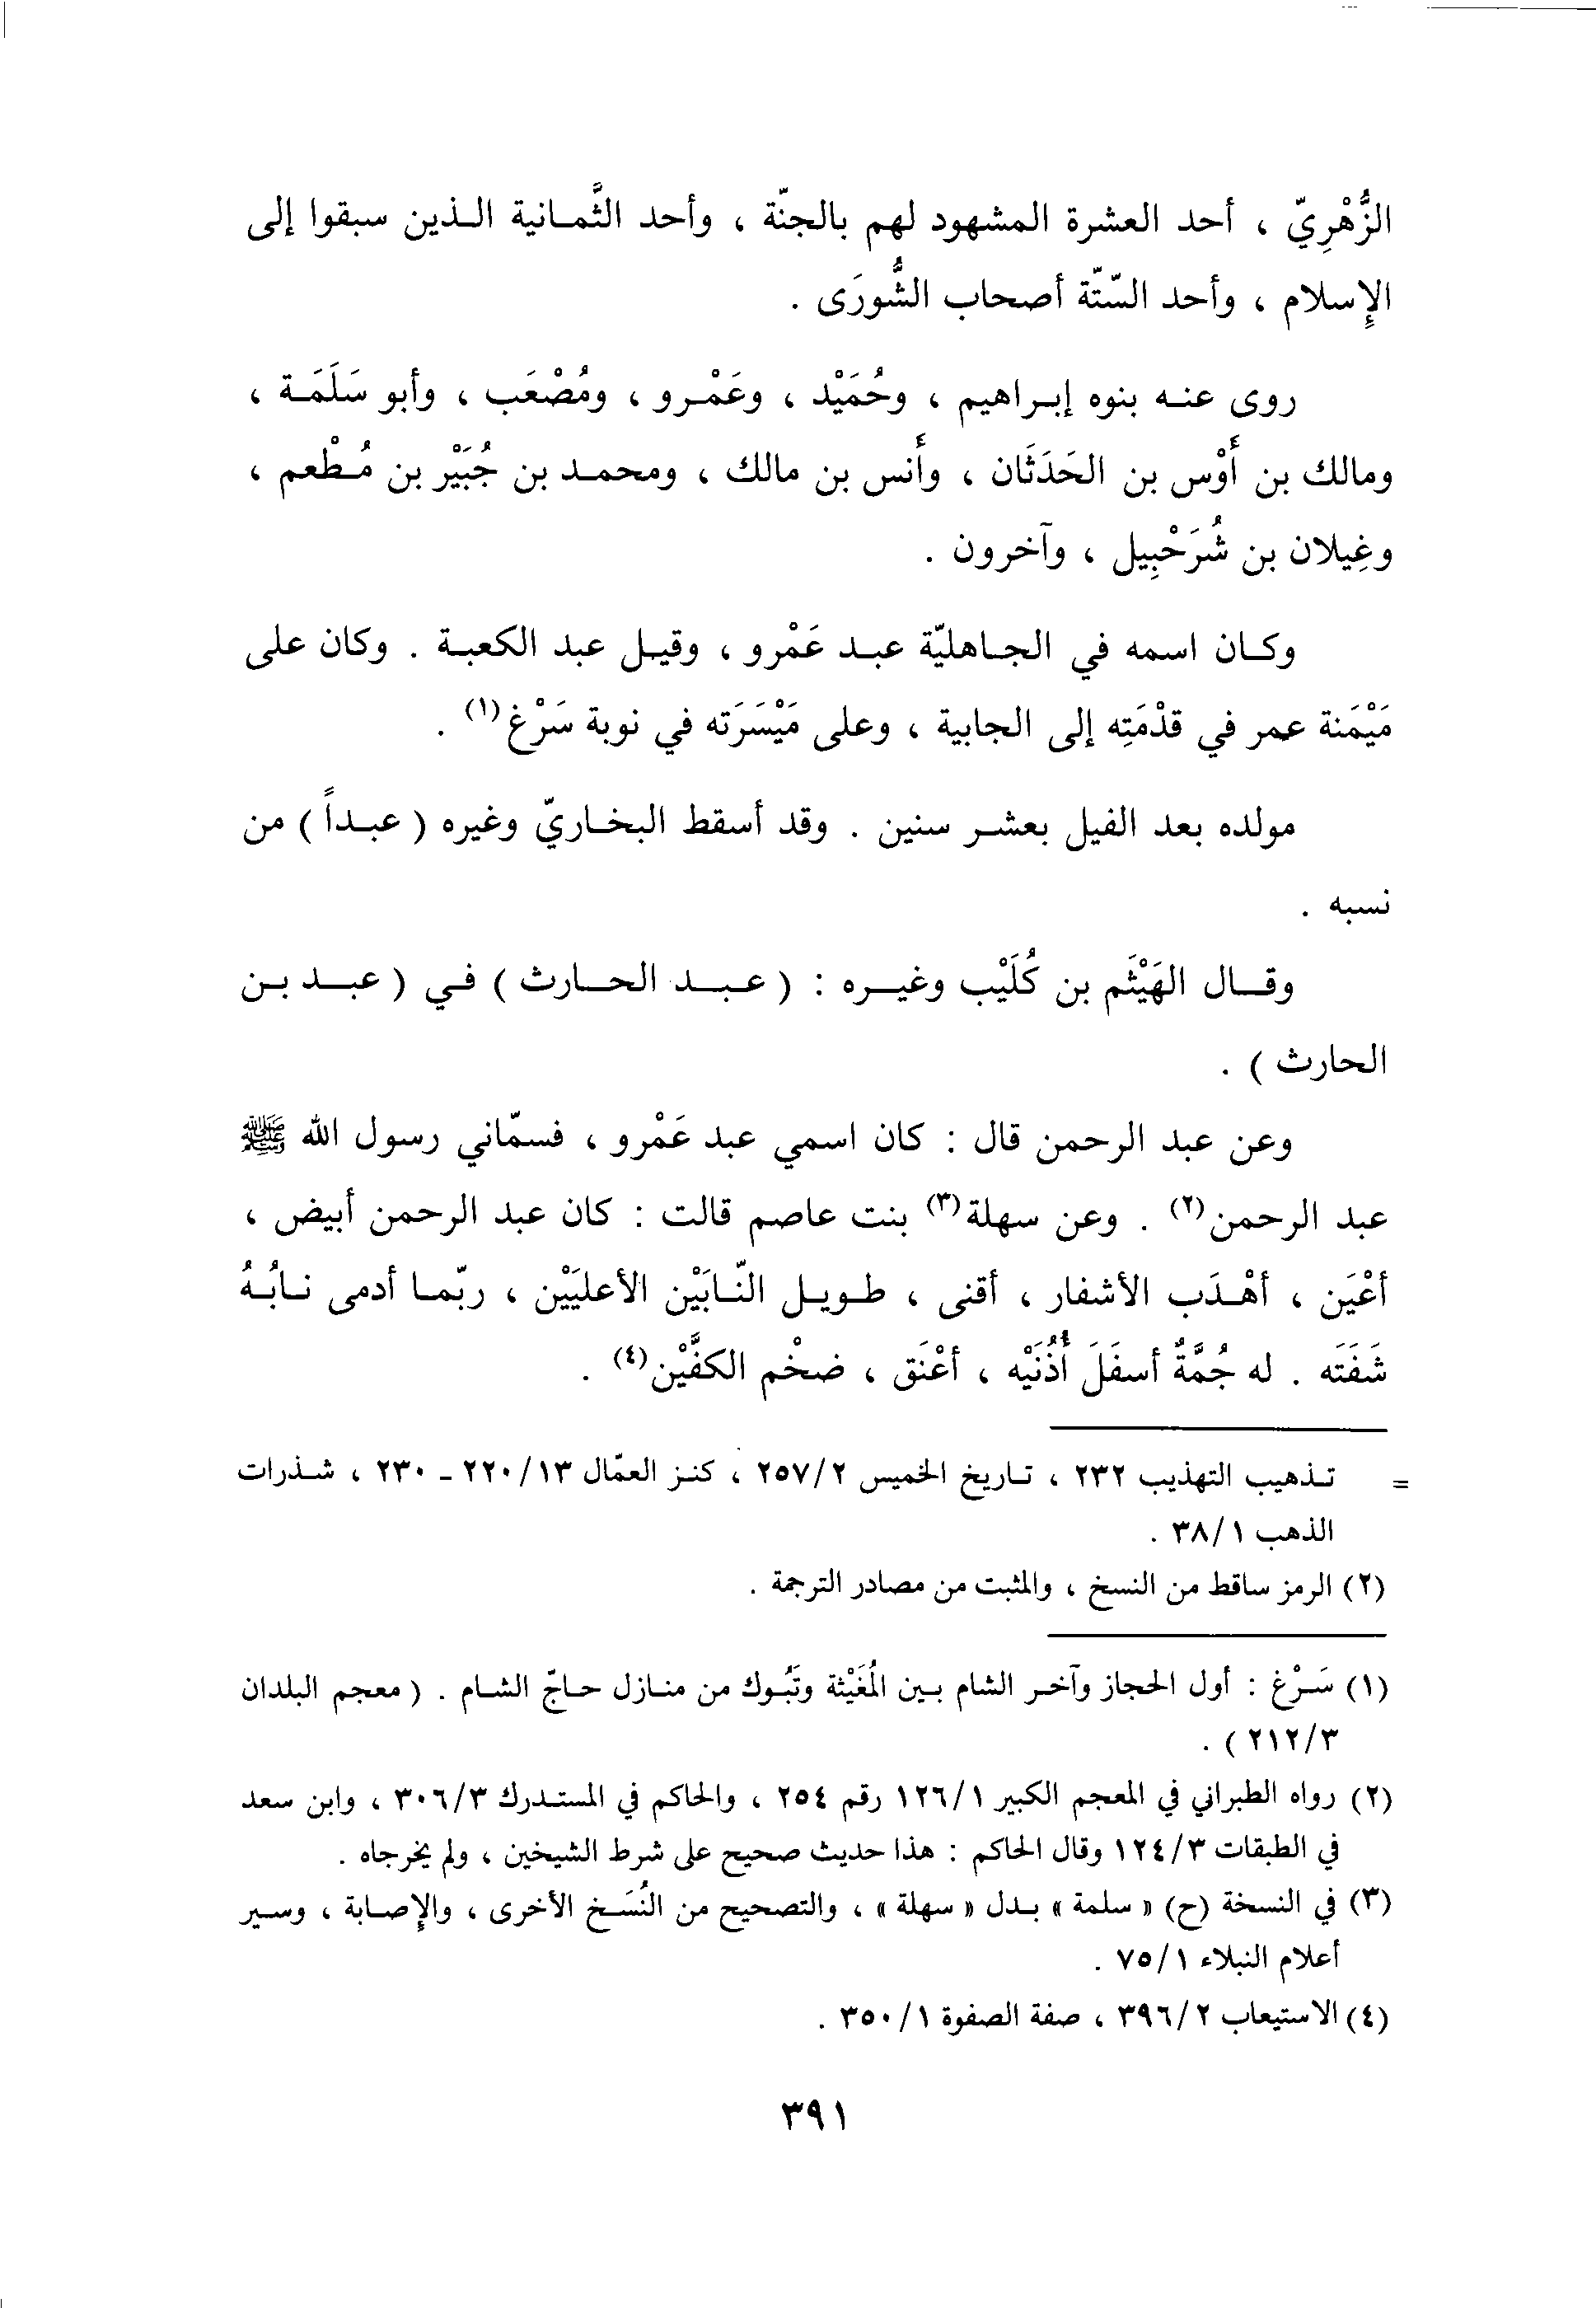 الزُّهْرِيّ ، أحد العشرة المشهود لهم بالجنّة ، وأحد الثَّمانية الذين سبقوا إلى
الإسلام ، وأحد السّتّة أصحاب الشُّورَى .
روى عنه بنوه إبراهيم ، وحُمَيْد ، وعَمْرو ، ومُصْعَب ، وأبو سَلَمَة ،
ومالك بن أَوْس بن الحَدَثَان ، وأَنس بن مالك ، ومحمد بن جُبَيْر بن مُطْعم ،
وغِيلان بن شُرَحْبِيل ، وآخرون .
وكان اسمه في الجاهليّة عبد عَمْرو ، وقيل عبد الكعبة . وكان على
مَيْمَنة عمر في قدْمَتِه إلى الجابية ، وعلى مَيْسَرَته في نوبة سَرْغ(١) .
مولده بعد الفيل بعشر سنين . وقد أسقط البخاريّ وغيره ( عبداً ) من
نسبه .
وقال الهَيْثَم بن كُلَيْب وغيره : ( عبد الحارث ) في ( عبد بن
الحارث ) .
وعن عبد الرحمن قال : كان اسمي عبد عَمْرو ، فسمّاني رسول الله ﷺ
عبد الرحمن(٢) . وعن سهلة(٣) بنت عاصم قالت : كان عبد الرحمن أبيض ،
أعْيَن ، أهْدَب الأشفار ، أقنى ، طويل النّابَيْن الأعليَيْن ، ربّما أدمى نابُهُ
شَفَتَه . له جُمَّةٌ أسفَلَ أُذُنَيْه ، أعْنَق ، ضخْم الكفَّيْن(٤) .
= تذهيب التهذيب ٢٣٢ ، تاريخ الخميس ٢/٢٥٧ ، كنز العمّال ١٣/٢٢٠ - ٢٣٠ ، شذرات
الذهب ١/٣٨ .
(٢) الرمز ساقط من النسخ ، والمثبت من مصادر الترجمة .
(١) سَرْغ : أول الحجاز وآخر الشام بين المُغَيْثة وتَبُوك من منازل حاجّ الشام . ( معجم البلدان
٣/٢١٢ ) .
(٢) رواه الطبراني في المعجم الكبير ١/١٢٦ رقم ٢٥٤ ، والحاكم في المستدرك ٣/٣٠٦ ، وابن سعد
في الطبقات ٣/١٢٤ وقال الحاكم : هذا حديث صحيح على شرط الشيخين ، ولم يخرجاه .
(٣) في النسخة (ح) « سلمة » بدل « سهلة » ، والتصحيح من النُسَخ الأخرى ، والإصابة ، وسير
أعلام النبلاء ١/٧٥ .
(٤) الاستيعاب ٢/٣٩٦ ، صفة الصفوة ١/٣٥٠ .
٣٩١